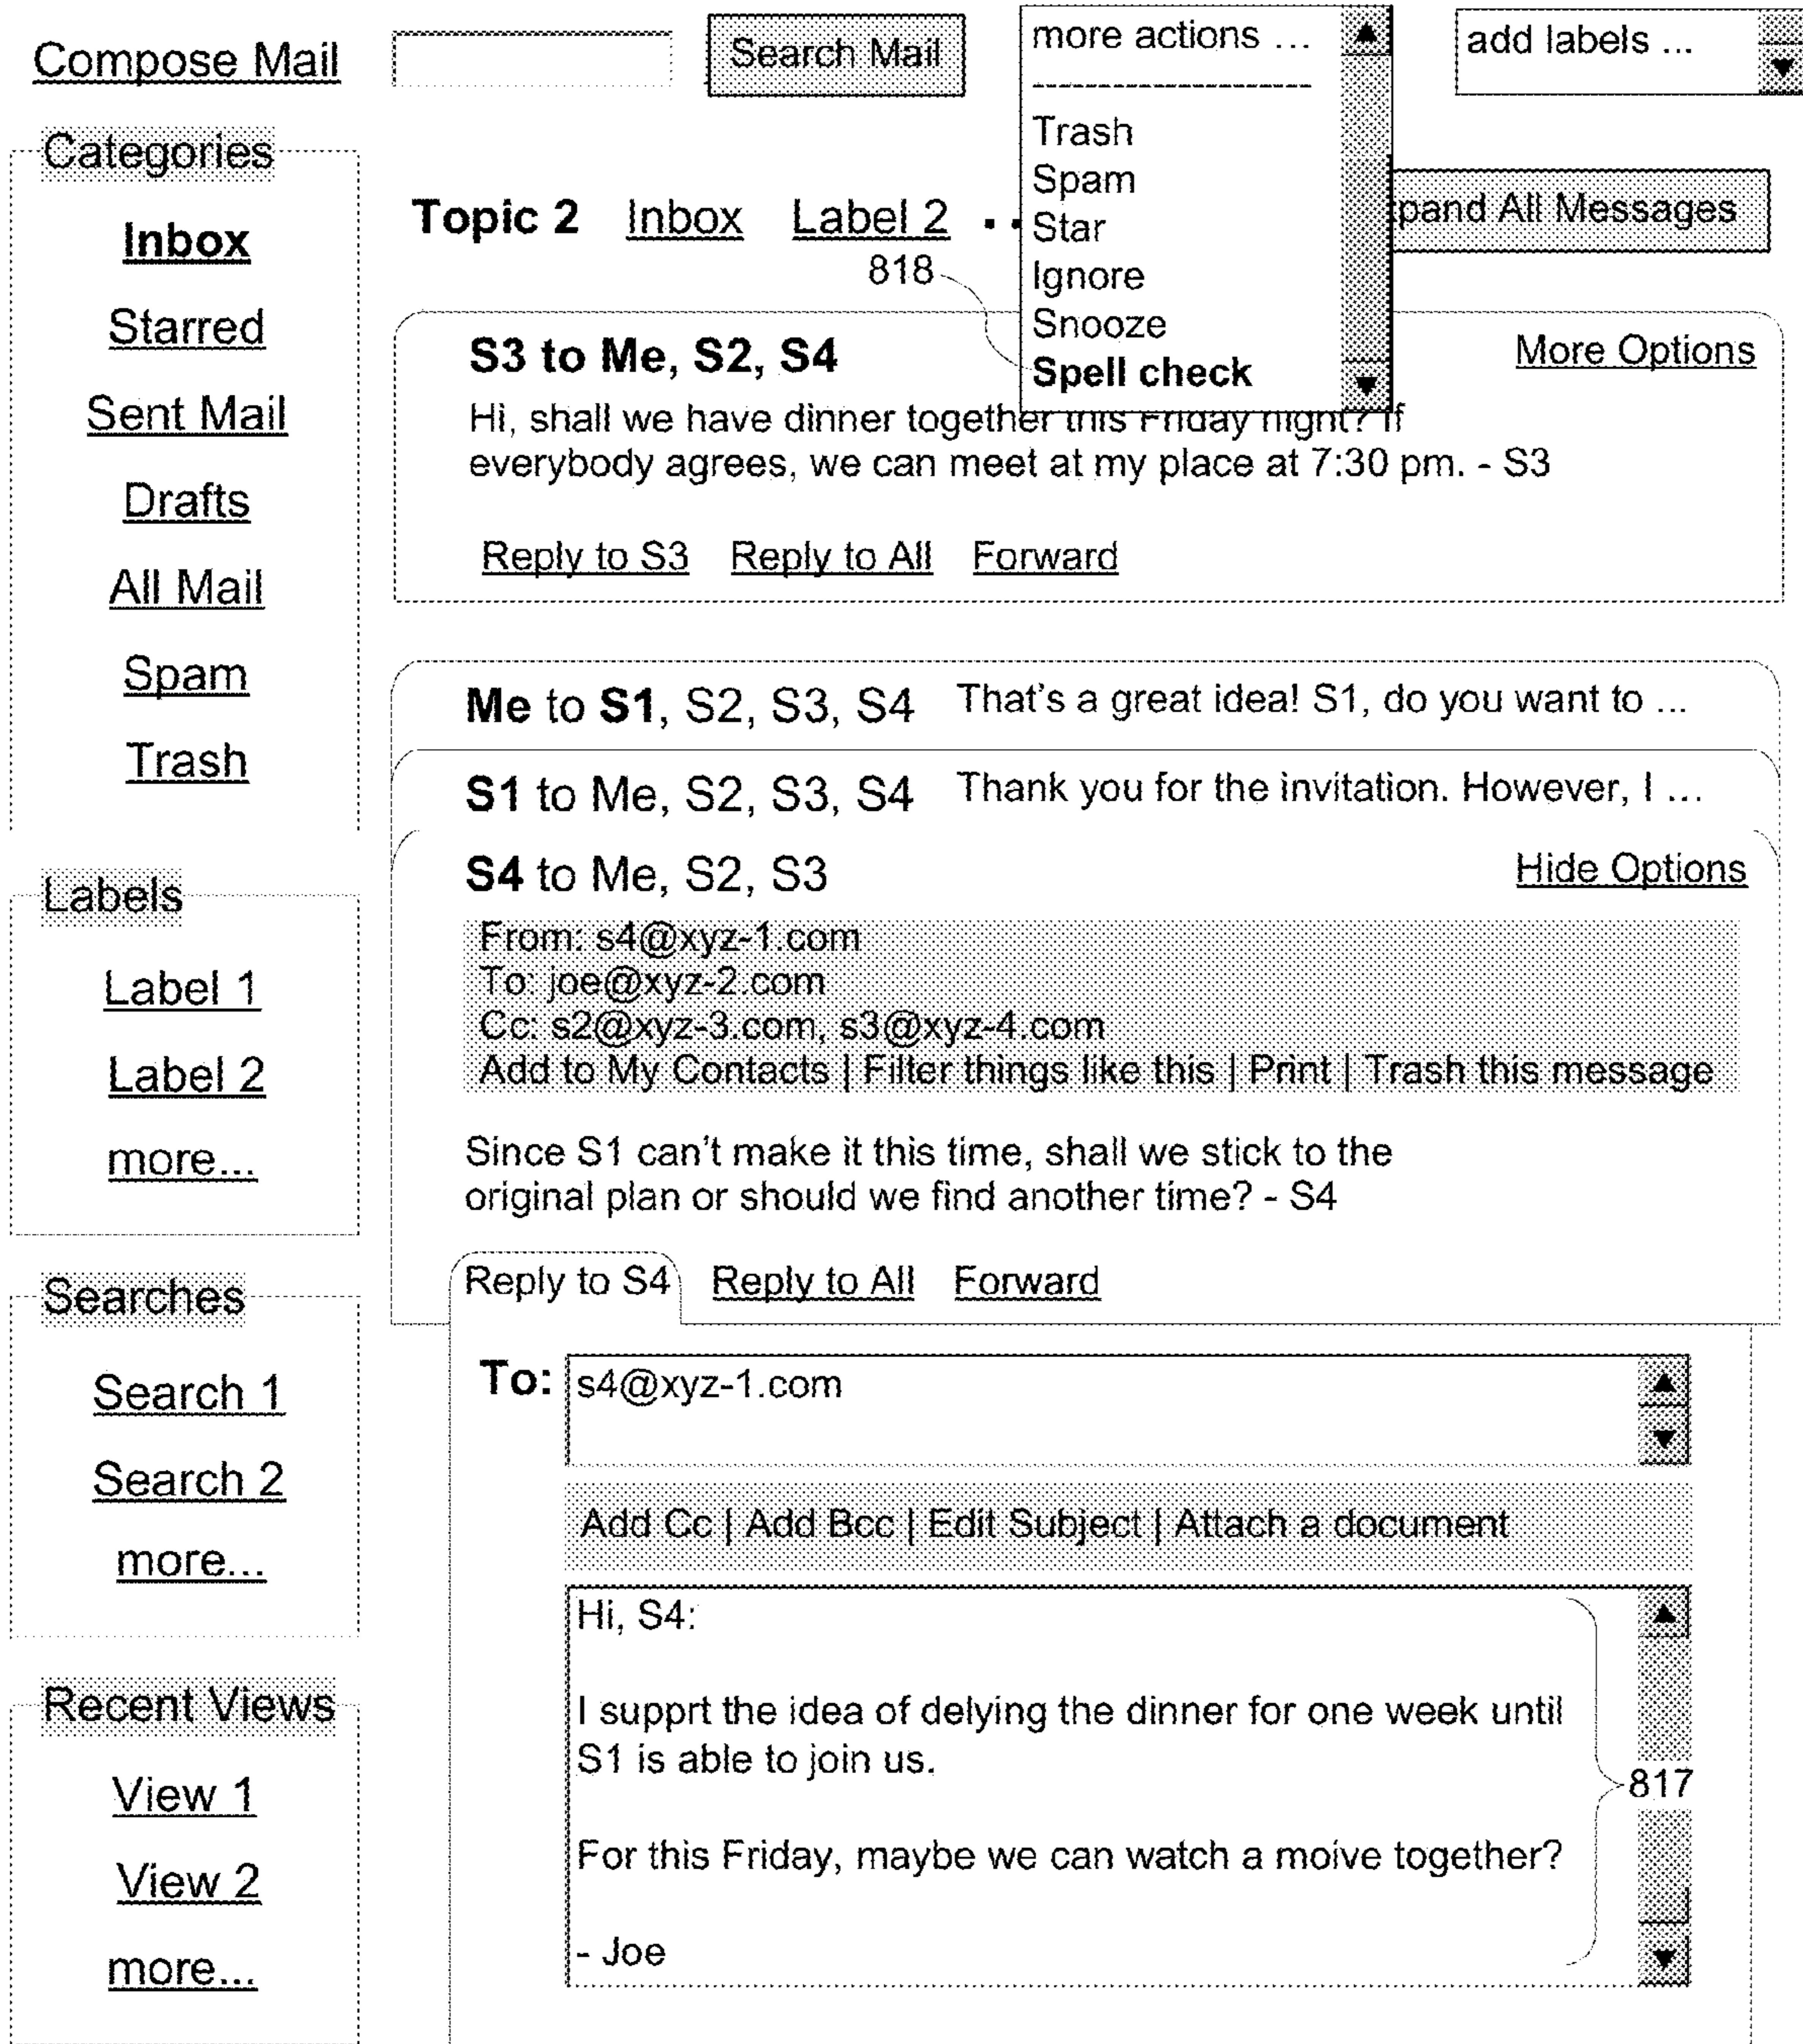 Compose Mail
Search Mail
more actions ...
add labels ...
Trash
Spam
Star
Ignore
Snooze
Spell check
818
Categories
Inbox
Starred
Sent Mail
Drafts
All Mail
Spam
Trash
Labels
Label 1
Label 2
more...
Searches
Search 1
Search 2
more...
Recent Views
View 1
View 2
more...
Topic 2 Inbox Label 2 ..
pand All Messages
S3 to Me, S2, S4
More Options
Hi, shall we have dinner together this Friday night? If
everybody agrees, we can meet at my place at 7:30 pm. - S3
Reply to S3 Reply to All Forward
Me to S1, S2, S3, S4 That's a great idea! S1, do you want to ...
S1 to Me, S2, S3, S4 Thank you for the invitation. However, I ...
S4 to Me, S2, S3 Hide Options
From: s4@xyz-1.com
To: joe@xyz-2.com
Cc: s2@xyz-3.com, s3@xyz-4.com
Add to My Contacts | Filter things like this | Print | Trash this message
Since S1 can't make it this time, shall we stick to the
original plan or should we find another time? - S4
Reply to S4 Reply to All Forward
To: s4@xyz-1.com
Add Cc | Add Bcc | Edit Subject | Attach a document
Hi, S4:
I supprt the idea of delying the dinner for one week until
S1 is able to join us.
817
For this Friday, maybe we can watch a moive together?
- Joe